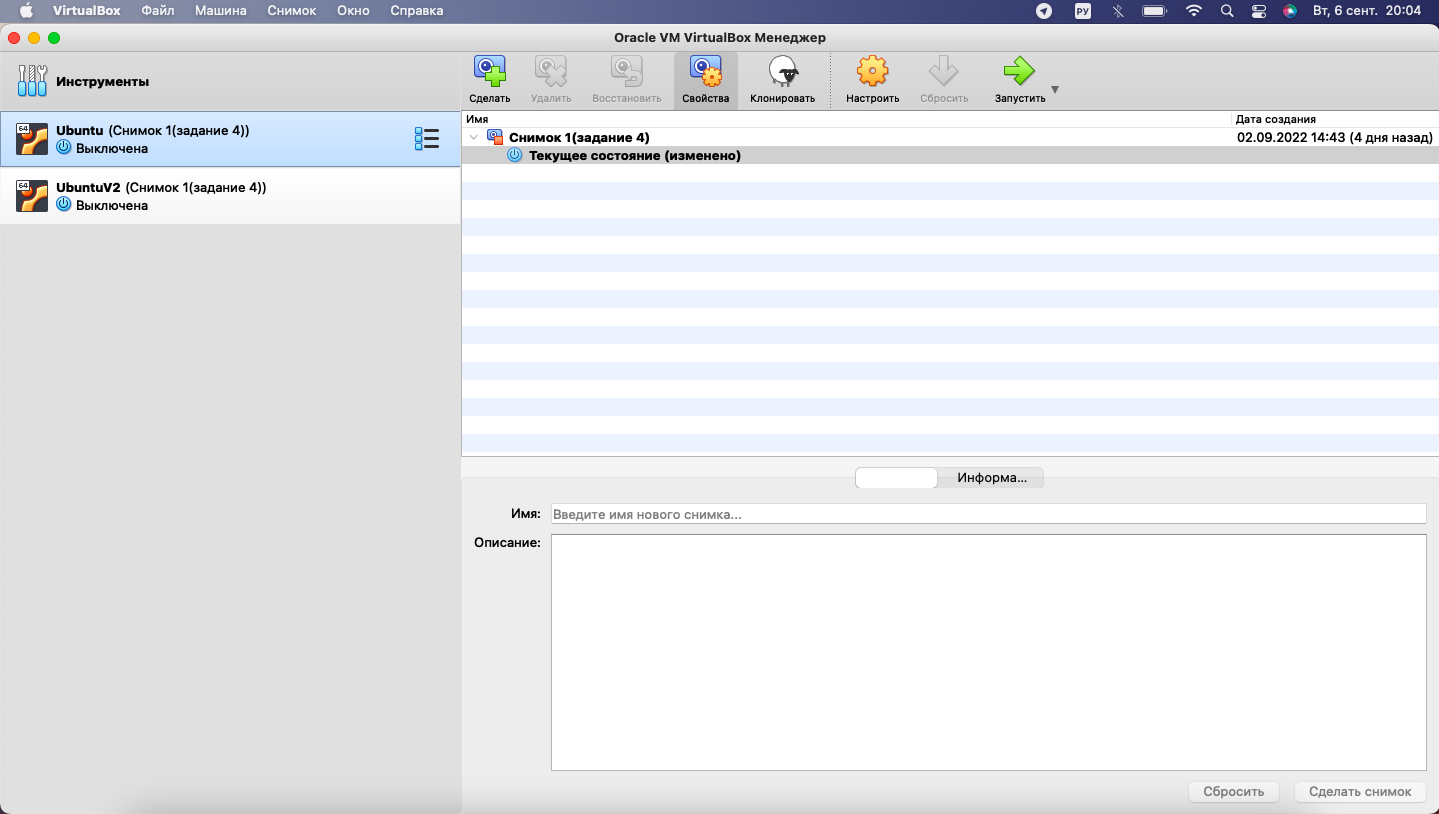 VirtualBox Файл Машина Снимок Окно Справка РУ Вт, 6 сент. 20:04
Oracle VM VirtualBox Менеджер
Инструменты
Сделать Удалить Восстановить Свойства Клонировать Настроить Сбросить Запустить
Имя Дата создания
64 Ubuntu (Снимок 1(задание 4))
Выключена
64 UbuntuV2 (Снимок 1(задание 4))
Выключена
Снимок 1(задание 4) 02.09.2022 14:43 (4 дня назад)
Текущее состояние (изменено)
Информа...
Имя: Введите имя нового снимка...
Описание:
Сбросить Сделать снимок